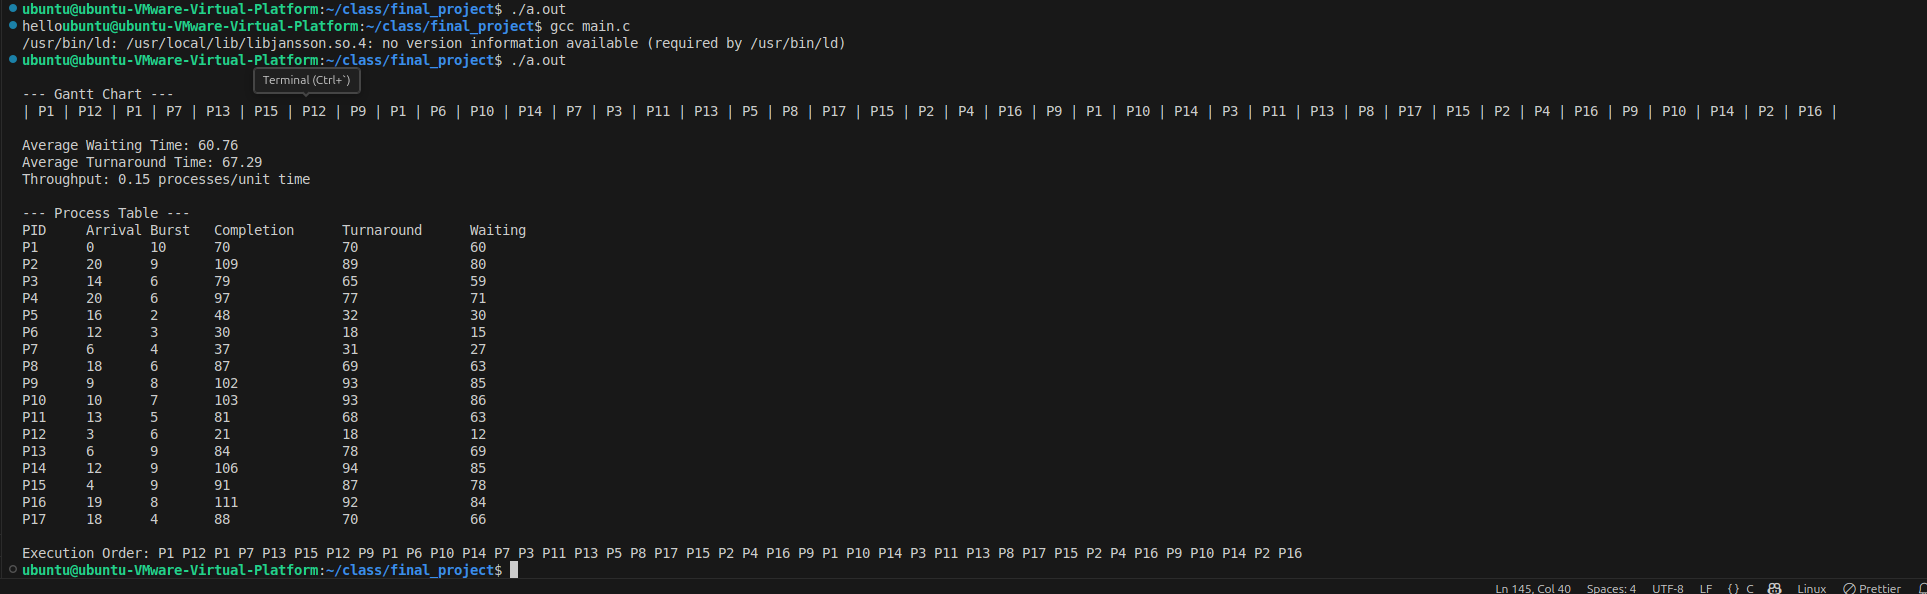 ubuntu@ubuntu-VMware-Virtual-Platform:~/class/final_project$ ./a.out
helloubuntu@ubuntu-VMware-Virtual-Platform:~/class/final_project$ gcc main.c
/usr/bin/ld: /usr/local/lib/libjansson.so.4: no version information available (required by /usr/bin/ld)
ubuntu@ubuntu-VMware-Virtual-Platform:~/class/final_project$ ./a.out
Terminal (Ctrl+`)
--- Gantt Chart ---
| P1 | P12 | P1 | P7 | P13 | P15 | P12 | P9 | P1 | P6 | P10 | P14 | P7 | P3 | P11 | P13 | P5 | P8 | P17 | P15 | P2 | P4 | P16 | P9 | P1 | P10 | P14 | P3 | P11 | P13 | P8 | P17 | P15 | P2 | P4 | P16 | P9 | P10 | P14 | P2 | P16 |
Average Waiting Time: 60.76
Average Turnaround Time: 67.29
Throughput: 0.15 processes/unit time
--- Process Table ---
PID Arrival Burst Completion Turnaround Waiting
P1 0 10 70 70 60
P2 20 9 109 89 80
P3 14 6 79 65 59
P4 20 6 97 77 71
P5 16 2 48 32 30
P6 12 3 30 18 15
P7 6 4 37 31 27
P8 18 6 87 69 63
P9 9 8 102 93 85
P10 10 7 103 93 86
P11 13 5 81 68 63
P12 3 6 21 18 12
P13 6 9 84 78 69
P14 12 9 106 94 85
P15 4 9 91 87 78
P16 19 8 111 92 84
P17 18 4 88 70 66
Execution Order: P1 P12 P1 P7 P13 P15 P12 P9 P1 P6 P10 P14 P7 P3 P11 P13 P5 P8 P17 P15 P2 P4 P16 P9 P1 P10 P14 P3 P11 P13 P8 P17 P15 P2 P4 P16 P9 P10 P14 P2 P16
ubuntu@ubuntu-VMware-Virtual-Platform:~/class/final_project$
Ln 145, Col 40 Spaces: 4 UTF-8 LF {} C Linux Prettier